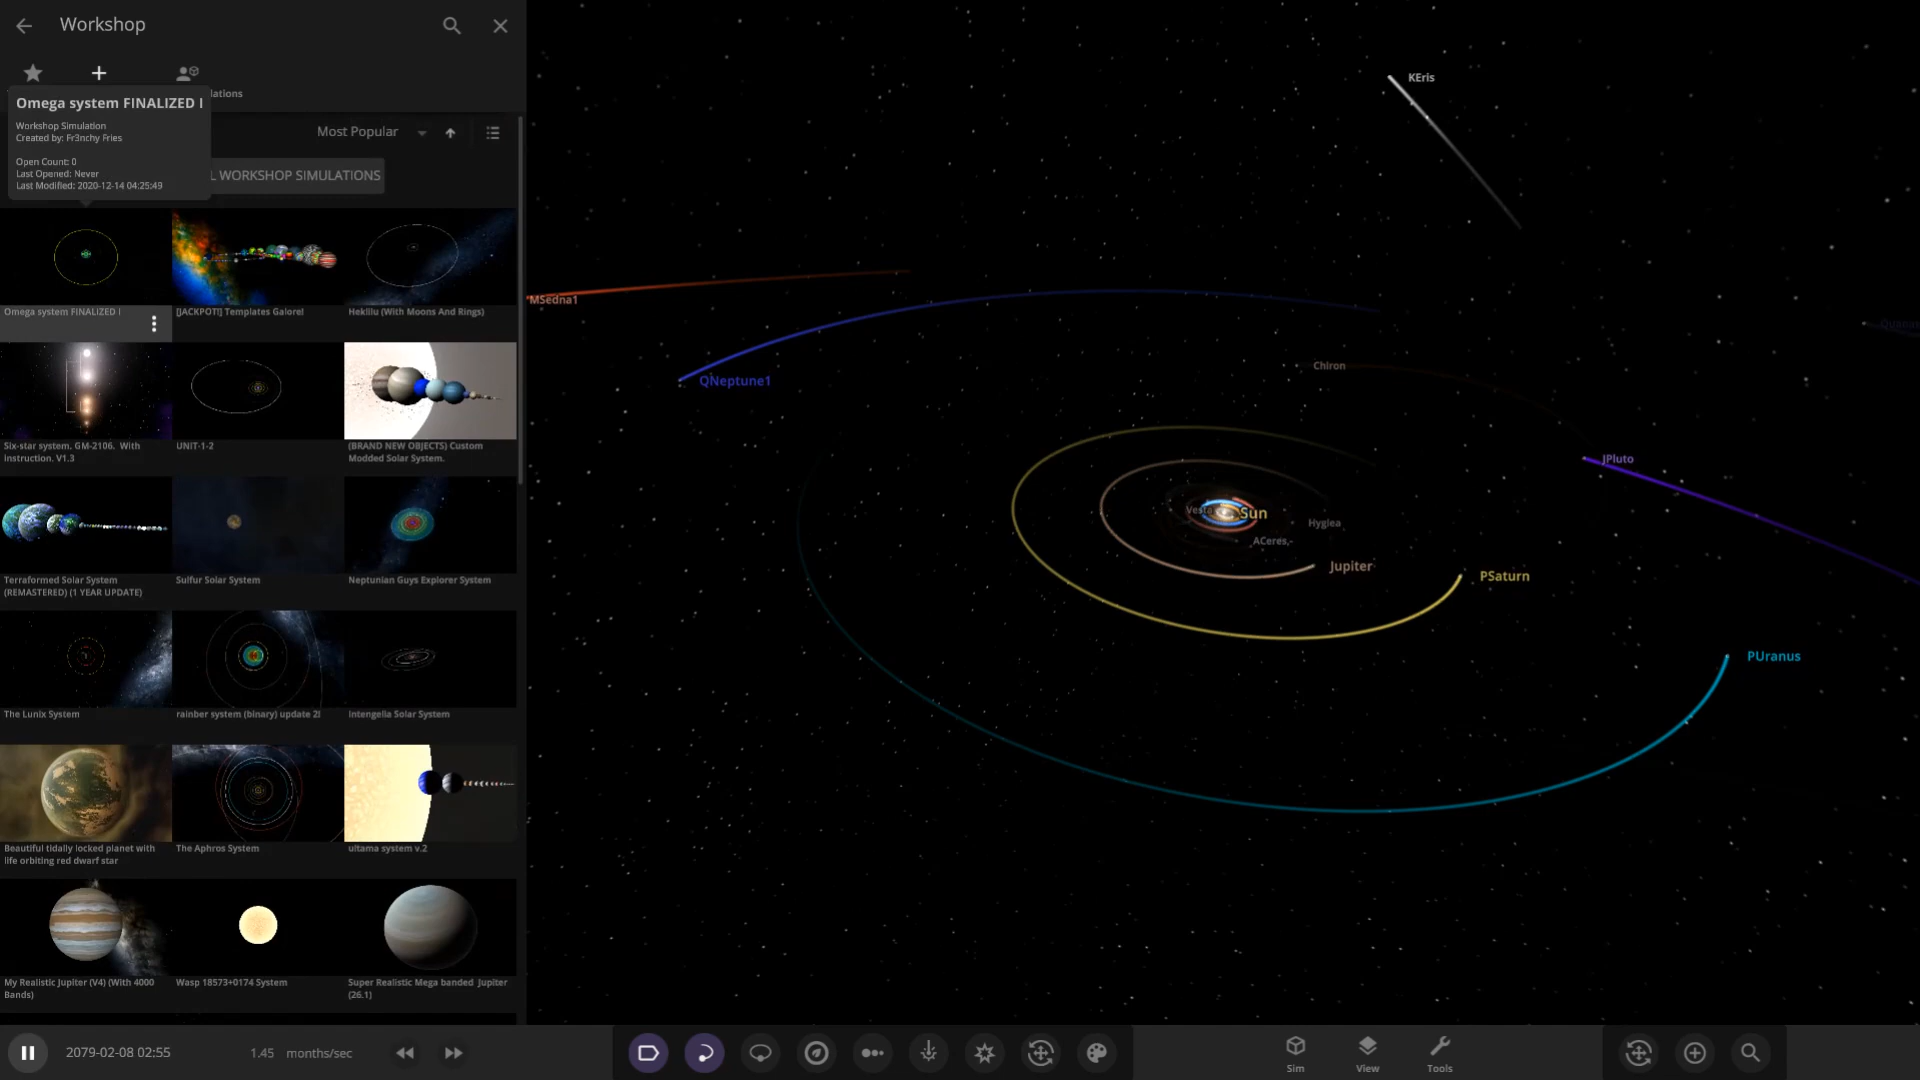 Workshop
lations
Omega system FINALIZED I
Workshop Simulation
Created by: Fr3nchy Fries
Open Count: 0
Last Opened: Never
Last Modified: 2020-12-14 04:25:49
Most Popular
L WORKSHOP SIMULATIONS
Omega system FINALIZED I
[JACKPOT!] Templates Galore!
Heklilu (With Moons And Rings)
Six-star system. GM-2106. With
instruction. V1.3
UNIT-1-2
(BRAND NEW OBJECTS) Custom
Modded Solar System.
Terraformed Solar System
(REMASTERED) (1 YEAR UPDATE)
Sulfur Solar System
Neptunian Guys Explorer System
The Lunix System
rainber system (binary) update 2!
Intengelia Solar System
Beautiful tidally locked planet with
life orbiting red dwarf star
The Aphros System
ultama system v.2
My Realistic Jupiter (V4) (With 4000
Bands)
Wasp 18573+0174 System
Super Realistic Mega banded Jupiter
(26.1)
KEris
MSedna1
QNeptune1
Chiron
JPluto
Vesta
Sun
Hygiea
ACeres
Jupiter
PSaturn
PUranus
2079-02-08 02:55
1.45 months/sec
Sim
View
Tools